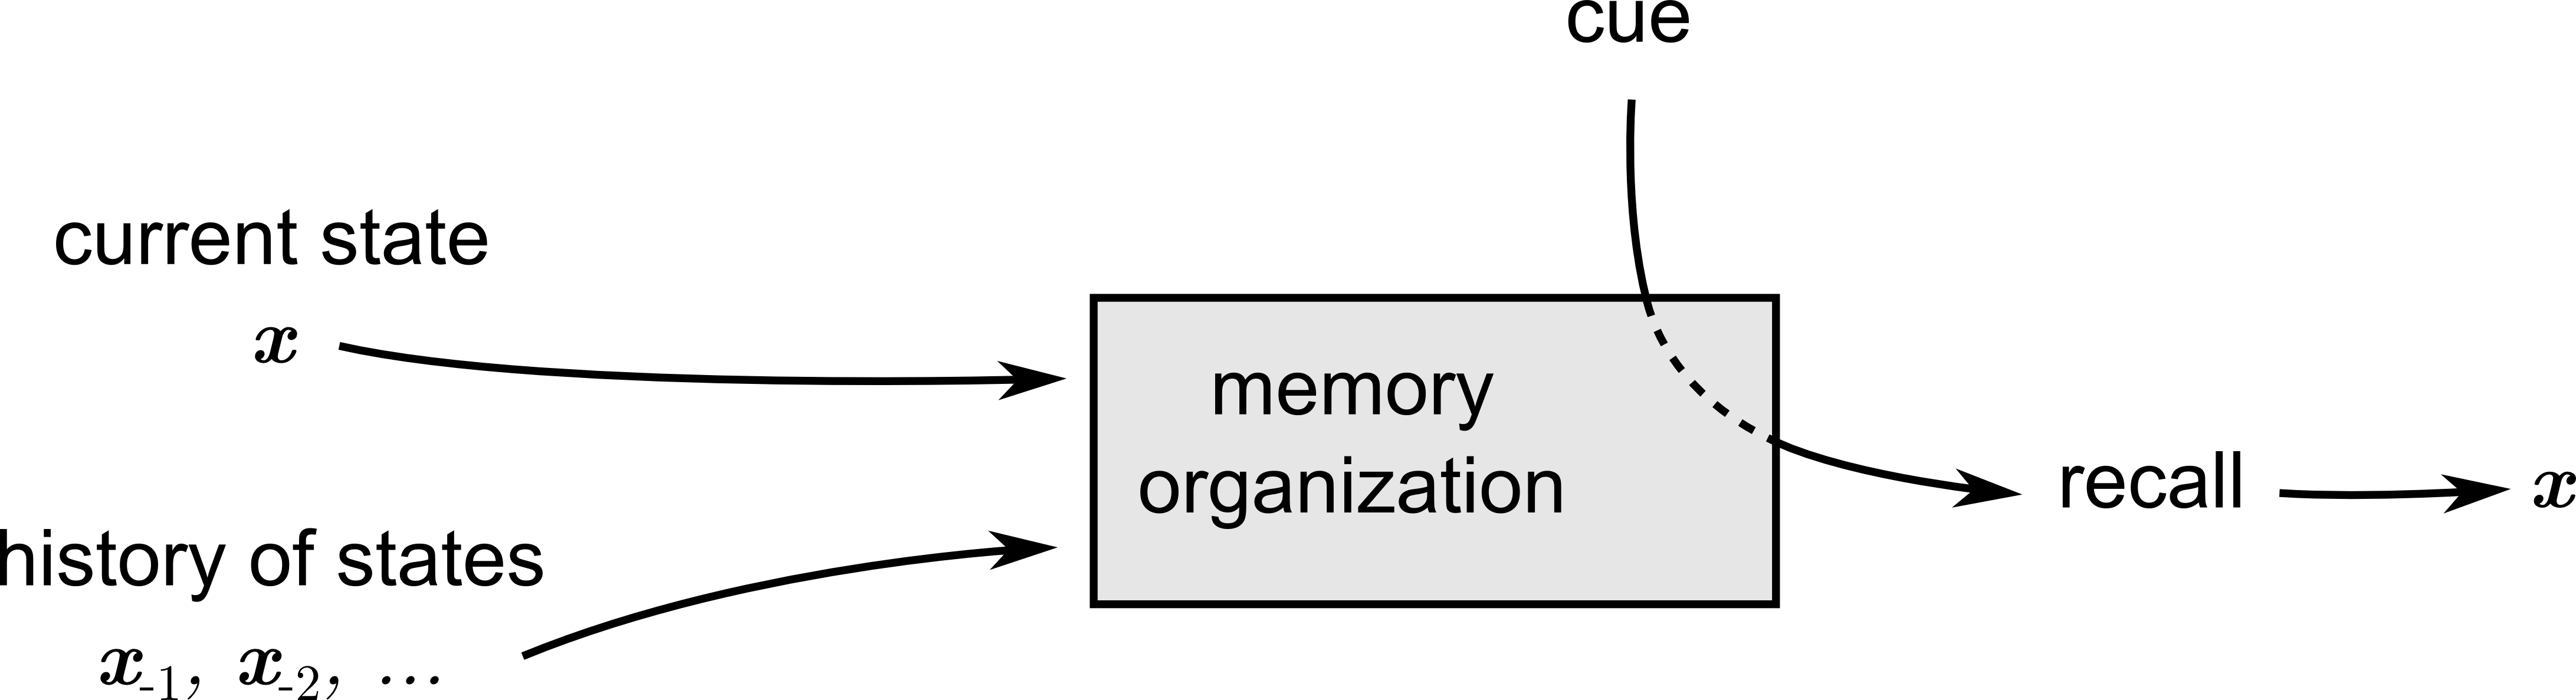 cue
current state
x
memory
organization
recall
x
history of states
x-1, x-2, ...